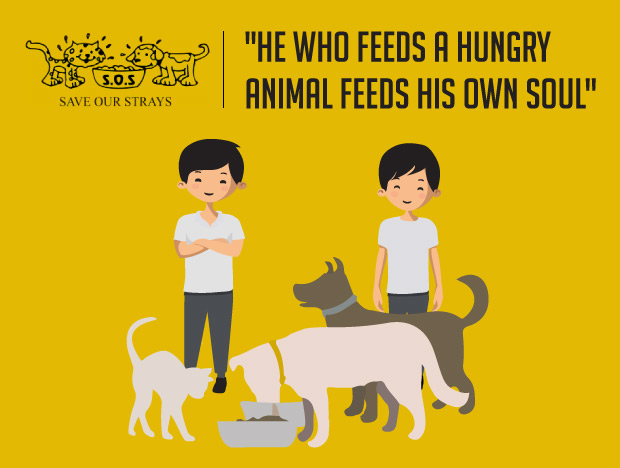 S.O.S
SAVE OUR STRAYS
"HE WHO FEEDS A HUNGRY
ANIMAL FEEDS HIS OWN SOUL"